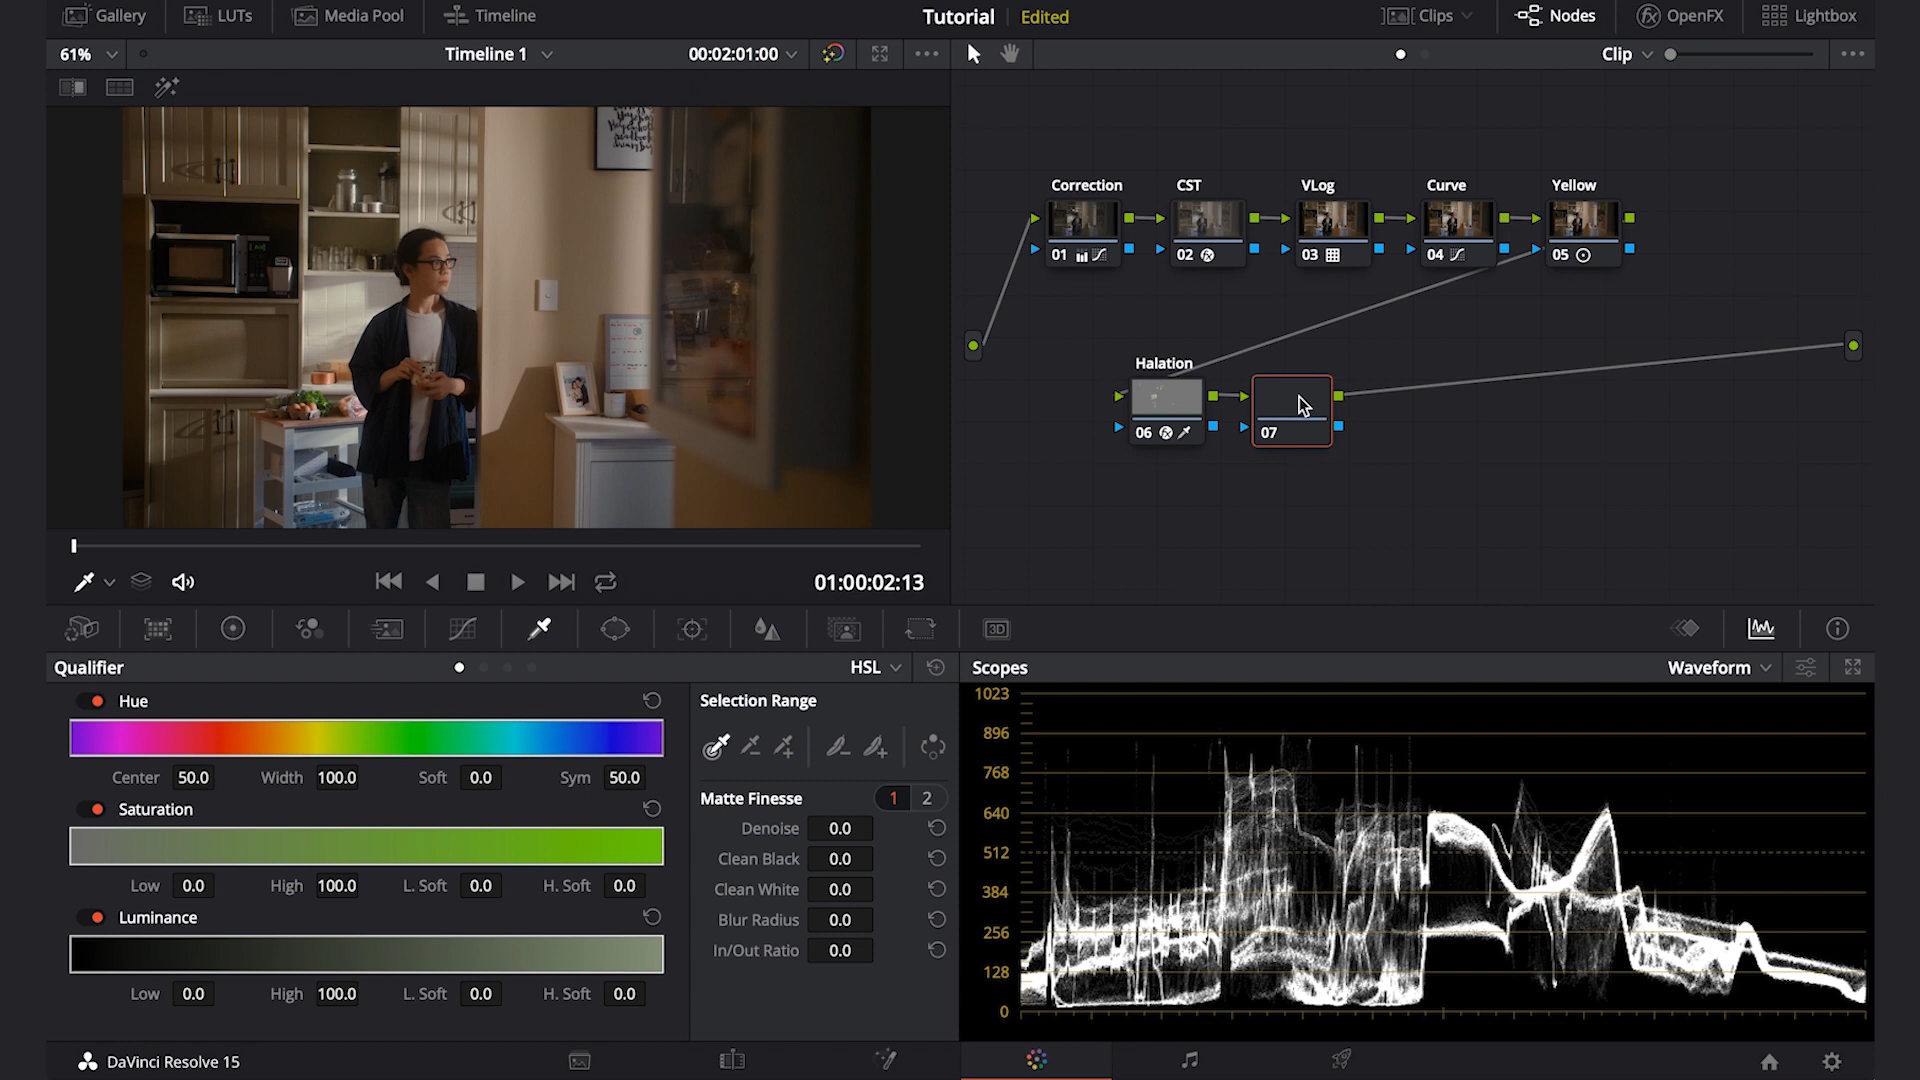 Gallery
LUTs
Media Pool
Timeline
Tutorial
Edited
Clips
Nodes
OpenFX
Lightbox
61%
Timeline 1
00:02:01:00
Clip
Correction
CST
VLog
Curve
Yellow
01
02
03
04
05
Halation
06
07
01:00:02:13
3D
Qualifier
HSL
Scopes
Waveform
Hue
Center 50.0 Width 100.0 Soft 0.0 Sym 50.0
Saturation
Low 0.0 High 100.0 L. Soft 0.0 H. Soft 0.0
Luminance
Low 0.0 High 100.0 L. Soft 0.0 H. Soft 0.0
Selection Range
Matte Finesse 1 2
Denoise 0.0
Clean Black 0.0
Clean White 0.0
Blur Radius 0.0
In/Out Ratio 0.0
1023
896
768
640
512
384
256
128
0
DaVinci Resolve 15